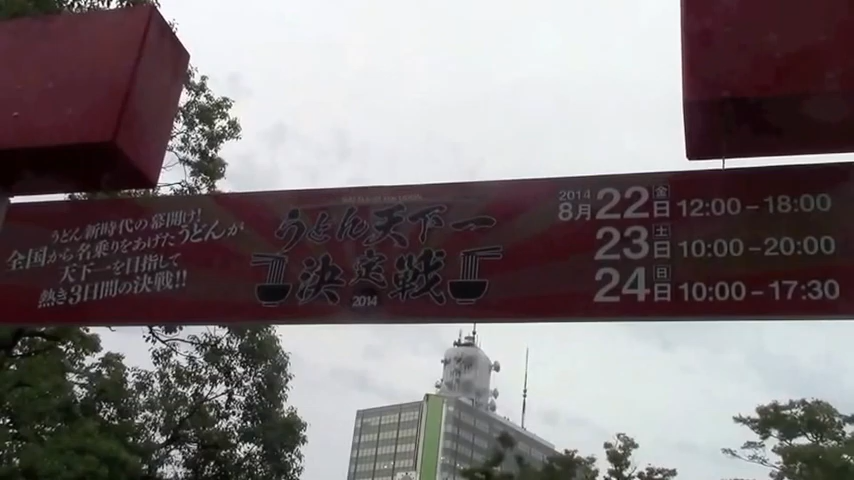 うどん新時代の幕開け!
全国から名乗りをあげたうどんが
天下一を目指して
熱き3日間の決戦!!
うどん天下一
決定戦
2014
2014
8月22日 金 12:00-18:00
23日 土 10:00-20:00
24日 日 10:00-17:30